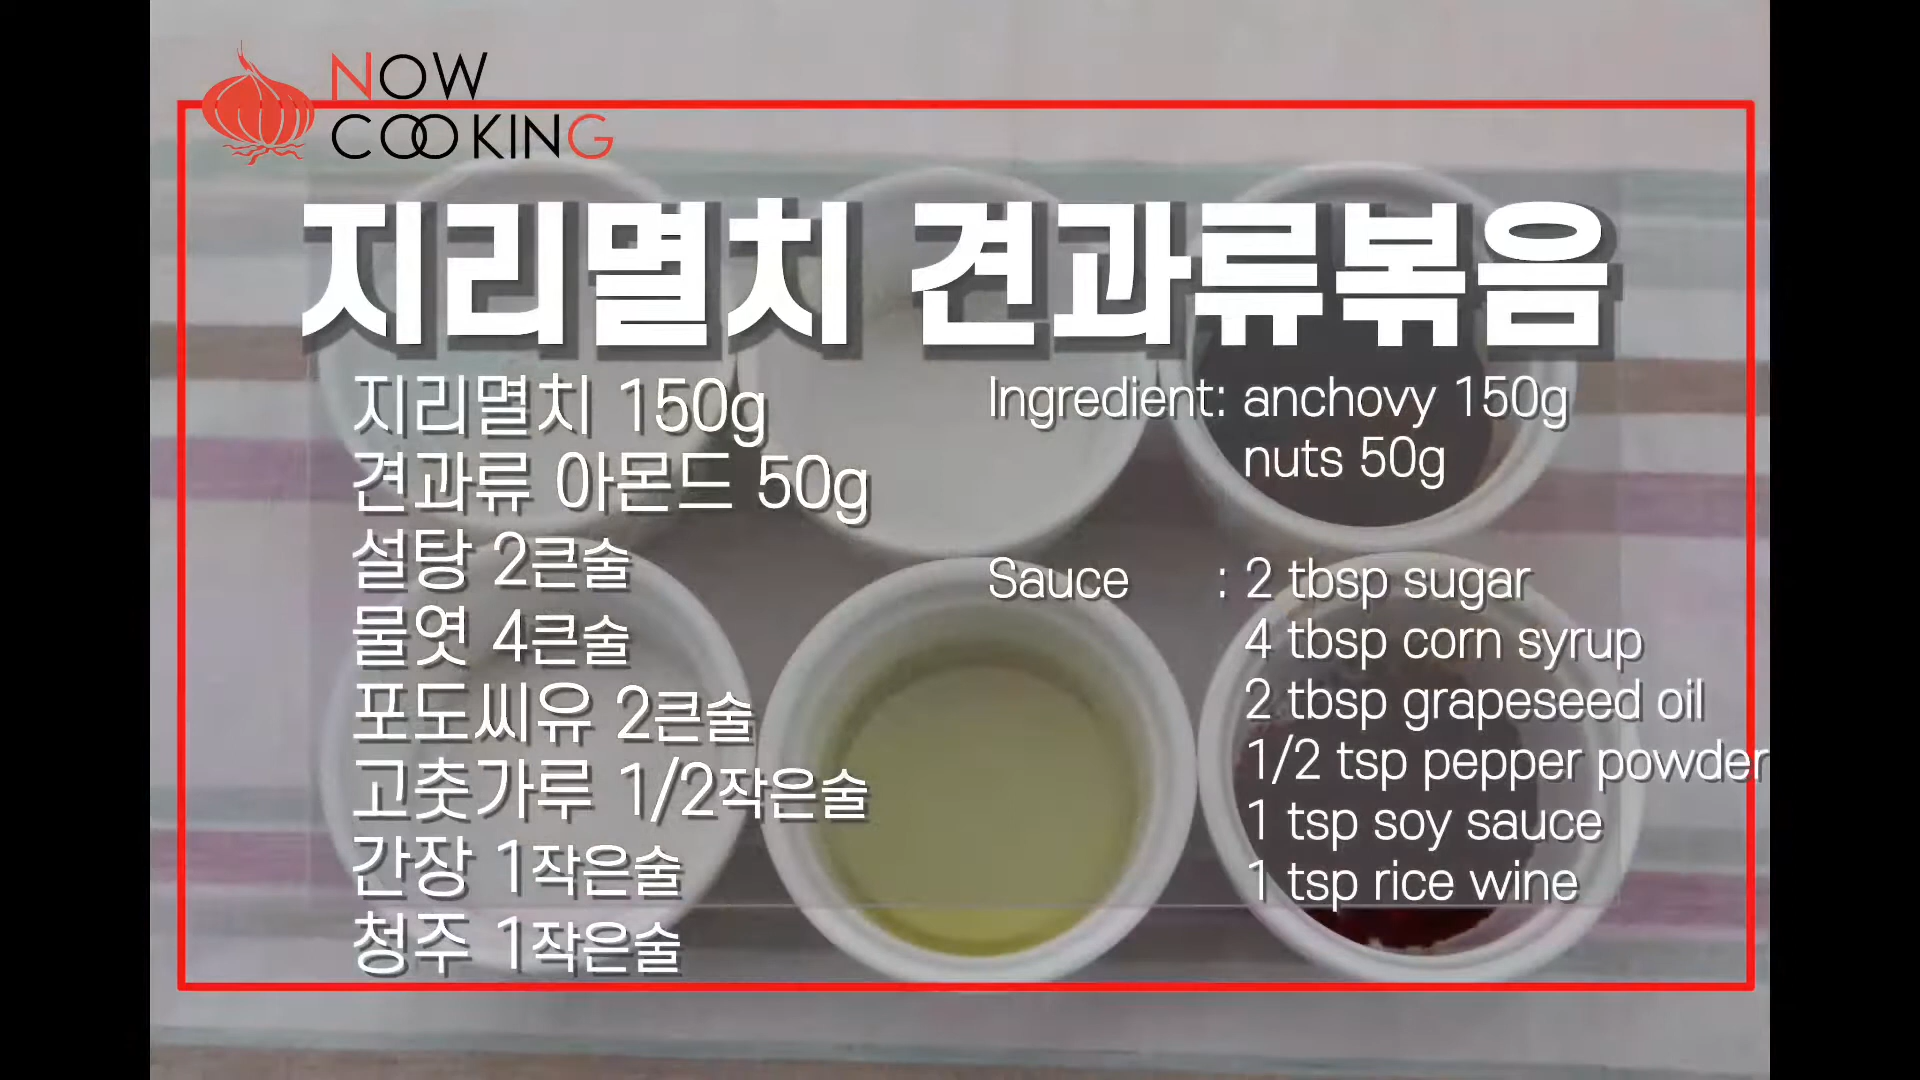 NOW
COOKING
지리멸치 견과류볶음
지리멸치 150g
견과류 아몬드 50g
설탕 2큰술
물엿 4큰술
포도씨유 2큰술
고춧가루 1/2작은술
간장 1작은술
청주 1작은술
Ingredient: anchovy 150g
nuts 50g
Sauce : 2 tbsp sugar
4 tbsp corn syrup
2 tbsp grapeseed oil
1/2 tsp pepper powder
1 tsp soy sauce
1 tsp rice wine